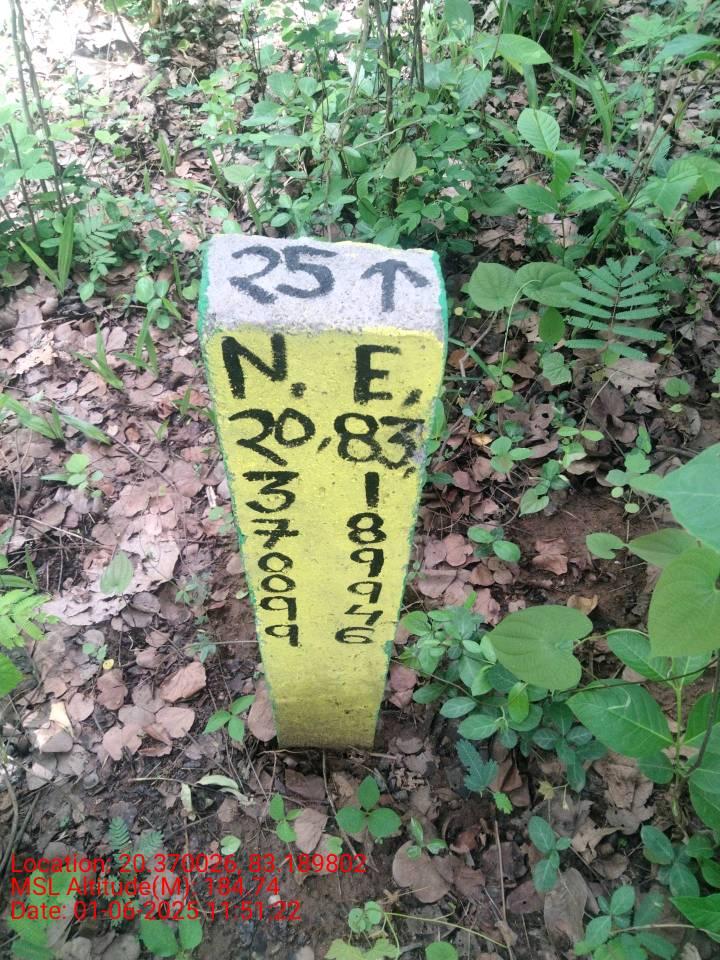 25 ↑
N. E.
20, 83,
3 1
7 8
0 9
0 9
9 7
9 6
Location: 20.370026, 83.189802
MSL Altitude(M): 184.74
Date: 01-06-2025 11:51:22